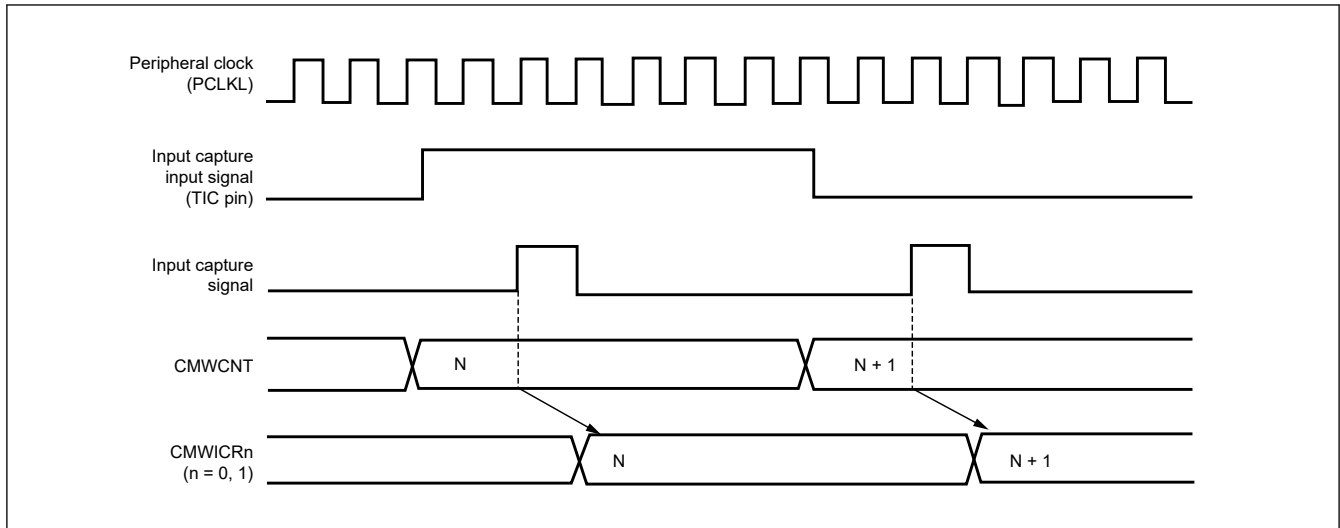 Peripheral clock
(PCLKL)
Input capture
input signal
(TIC pin)
Input capture
signal
CMWCNT
N
N + 1
CMWICRn
(n = 0, 1)
N
N + 1